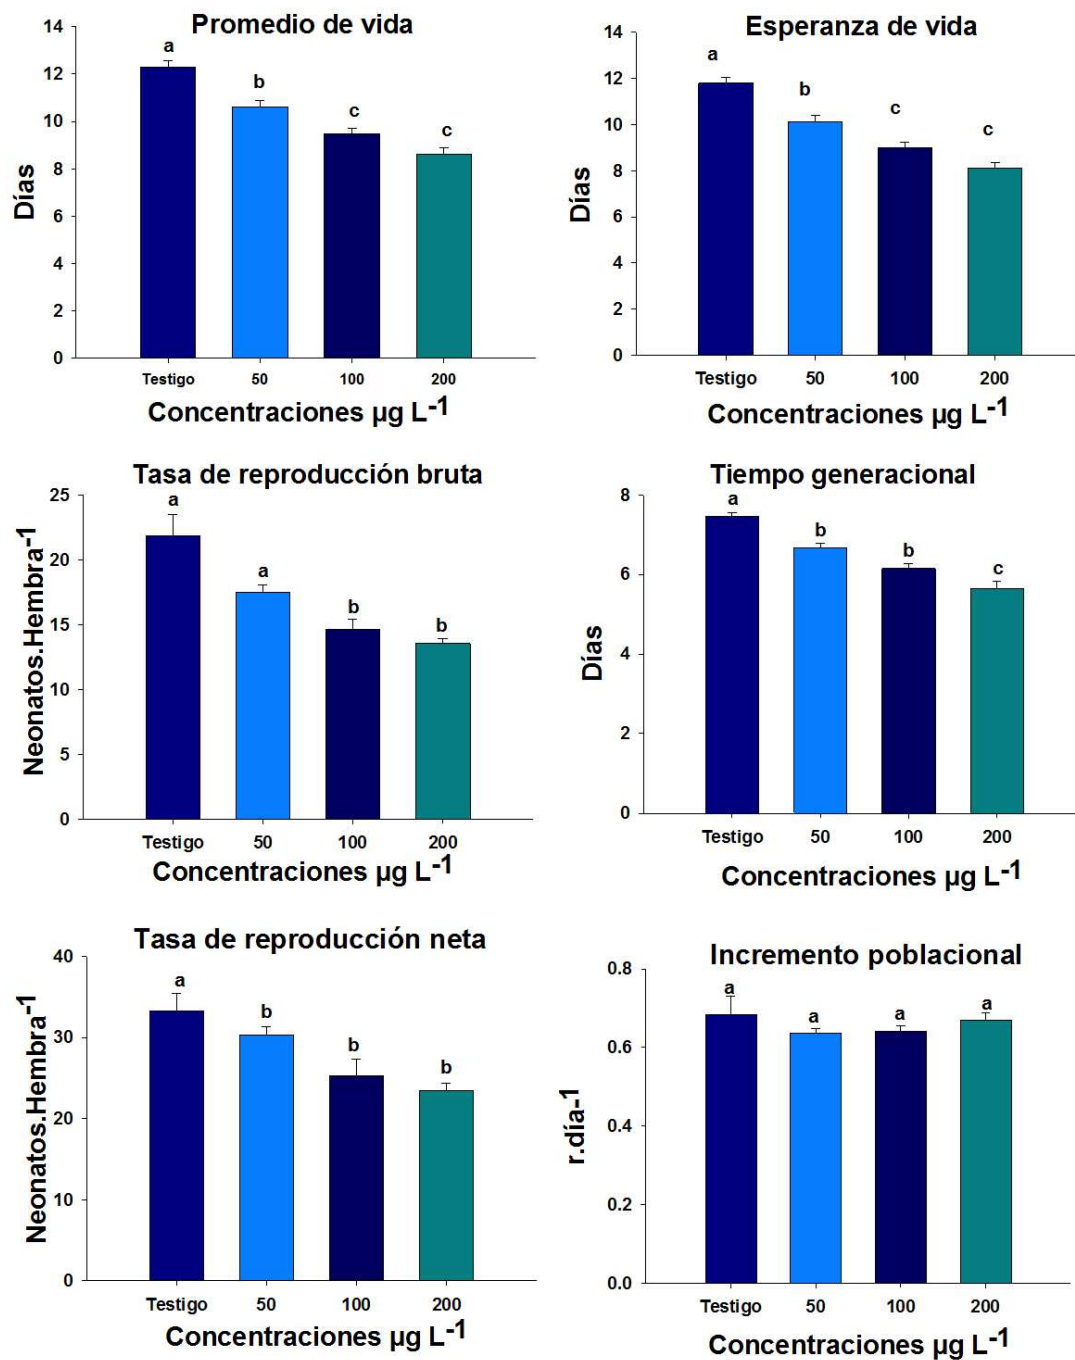 Promedio de vida
14
12
10
8
6
4
2
0
Días
a
b
c
c
Testigo 50 100 200
Concentraciones µg L-1
Esperanza de vida
14
12
10
8
6
4
2
0
Días
a
b
c
c
Testigo 50 100 200
Concentraciones µg L-1
Tasa de reproducción bruta
25
20
15
10
5
0
Neonatos.Hembra-1
a
a
b
b
Testigo 50 100 200
Concentraciones µg L-1
Tiempo generacional
8
6
4
2
0
Días
a
b
b
c
Testigo 50 100 200
Concentraciones µg L-1
Tasa de reproducción neta
40
30
20
10
0
Neonatos.Hembra-1
a
b
b
b
Testigo 50 100 200
Concentraciones µg L-1
Incremento poblacional
0.8
0.6
0.4
0.2
0.0
r.día-1
a
a
a
a
Testigo 50 100 200
Concentraciones µg L-1